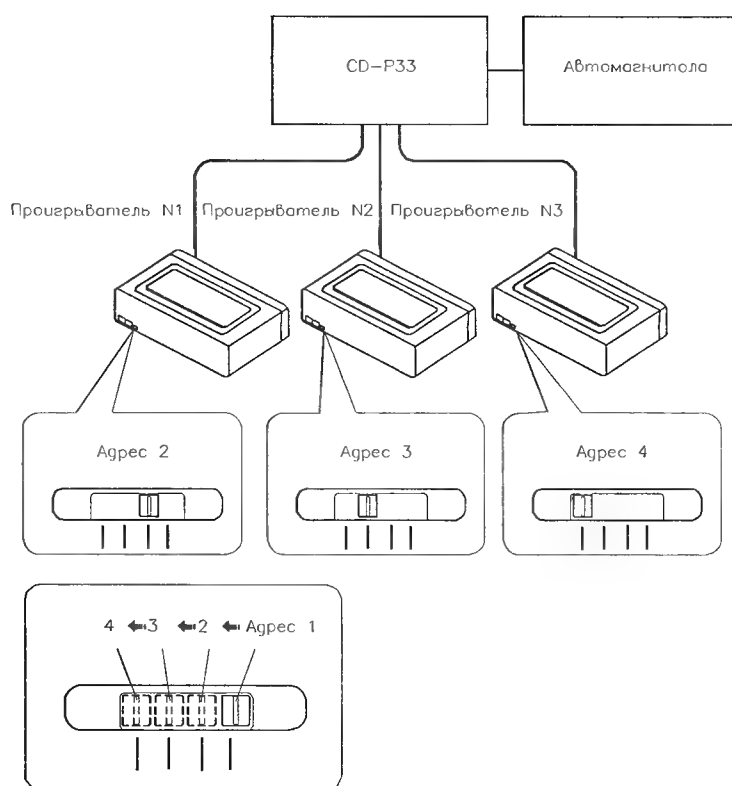 CD-P33
Автомагнитола
Проигрыватель N1
Проигрыватель N2
Проигрыватель N3
Адрес 2
Адрес 3
Адрес 4
4 ⬅3 ⬅2 ⬅ Адрес 1